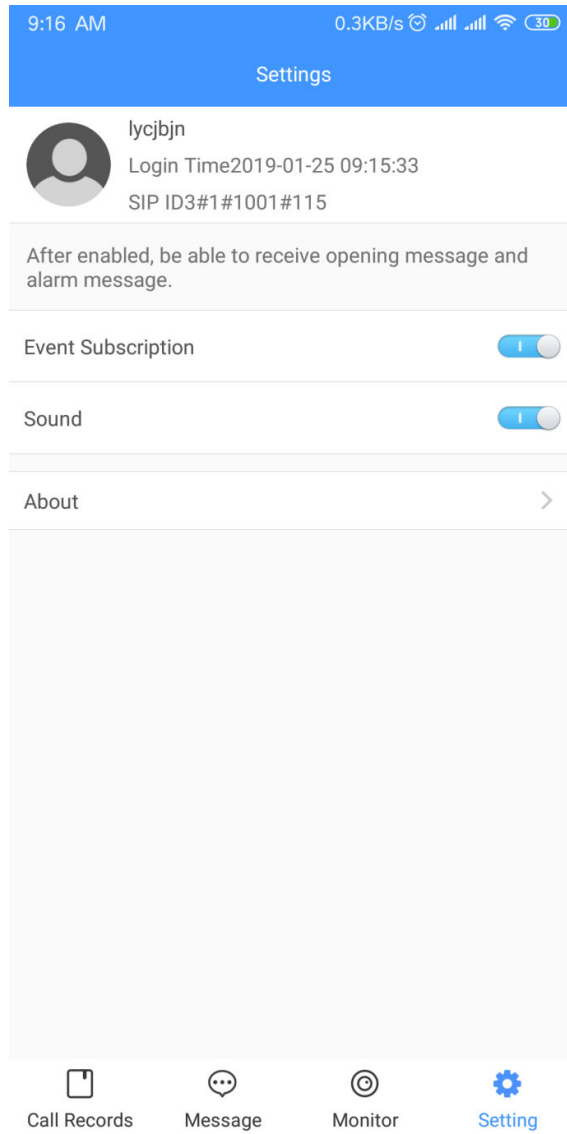 9:16 AM 0.3KB/s 30
Settings
lycjbjn
Login Time2019-01-25 09:15:33
SIP ID3#1#1001#115
After enabled, be able to receive opening message and
alarm message.
Event Subscription
Sound
About
Call Records Message Monitor Setting